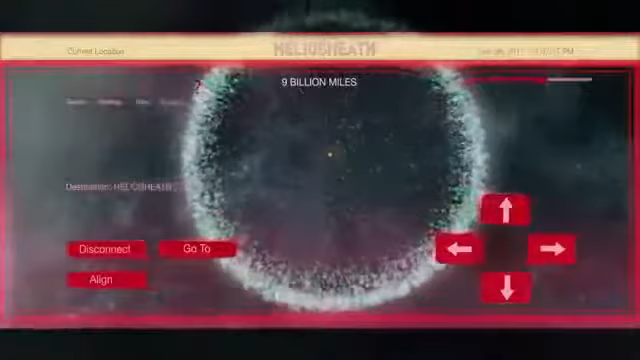 Current Location
HELIOSHEATH
9 BILLION MILES
Destination: HELIOSHEATH
Disconnect
Go To
Align